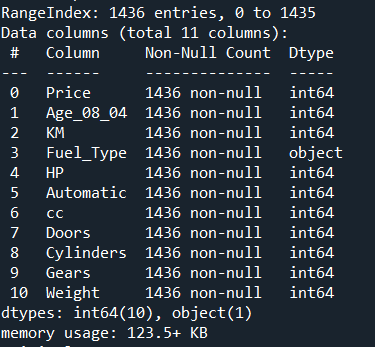 RangeIndex: 1436 entries, 0 to 1435
Data columns (total 11 columns):
 #   Column     Non-Null Count  Dtype
---  ------     --------------  -----
 0   Price      1436 non-null   int64
 1   Age_08_04  1436 non-null   int64
 2   KM         1436 non-null   int64
 3   Fuel_Type  1436 non-null   object
 4   HP         1436 non-null   int64
 5   Automatic  1436 non-null   int64
 6   cc         1436 non-null   int64
 7   Doors      1436 non-null   int64
 8   Cylinders  1436 non-null   int64
 9   Gears      1436 non-null   int64
 10  Weight     1436 non-null   int64
dtypes: int64(10), object(1)
memory usage: 123.5+ KB